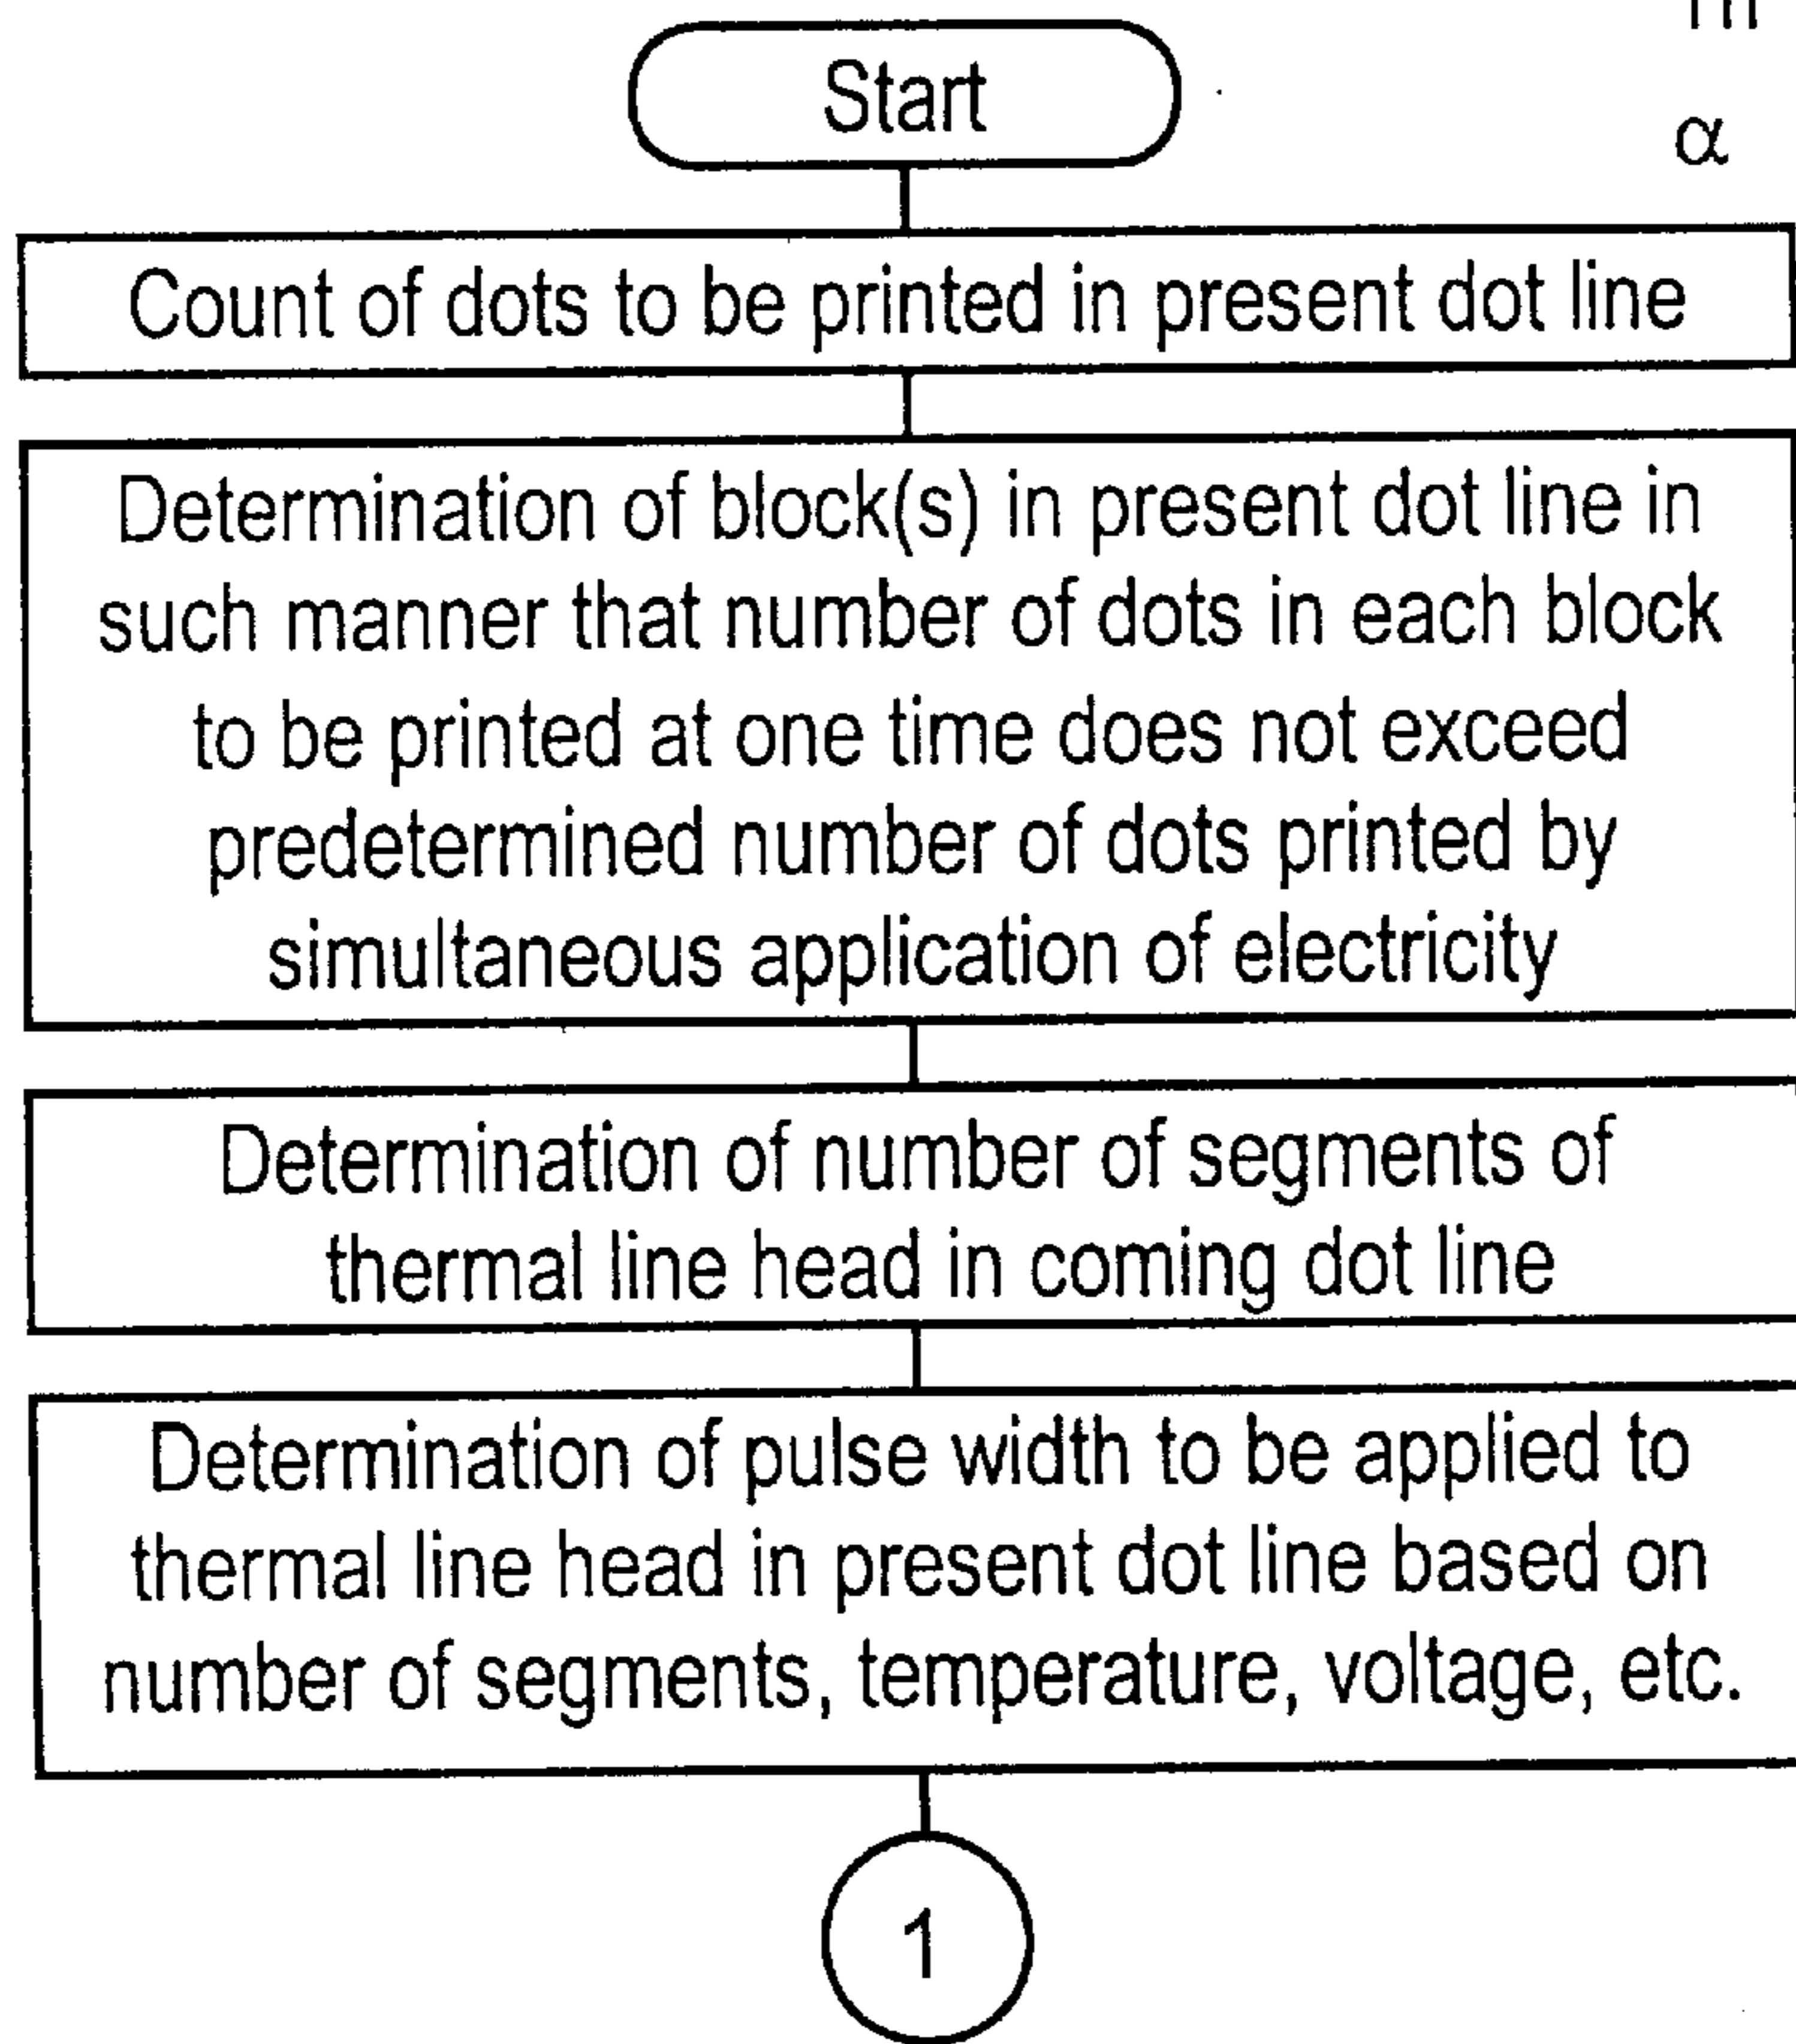 Start
α
Count of dots to be printed in present dot line
Determination of block(s) in present dot line in
such manner that number of dots in each block
to be printed at one time does not exceed
predetermined number of dots printed by
simultaneous application of electricity
Determination of number of segments of
thermal line head in coming dot line
Determination of pulse width to be applied to
thermal line head in present dot line based on
number of segments, temperature, voltage, etc.
1